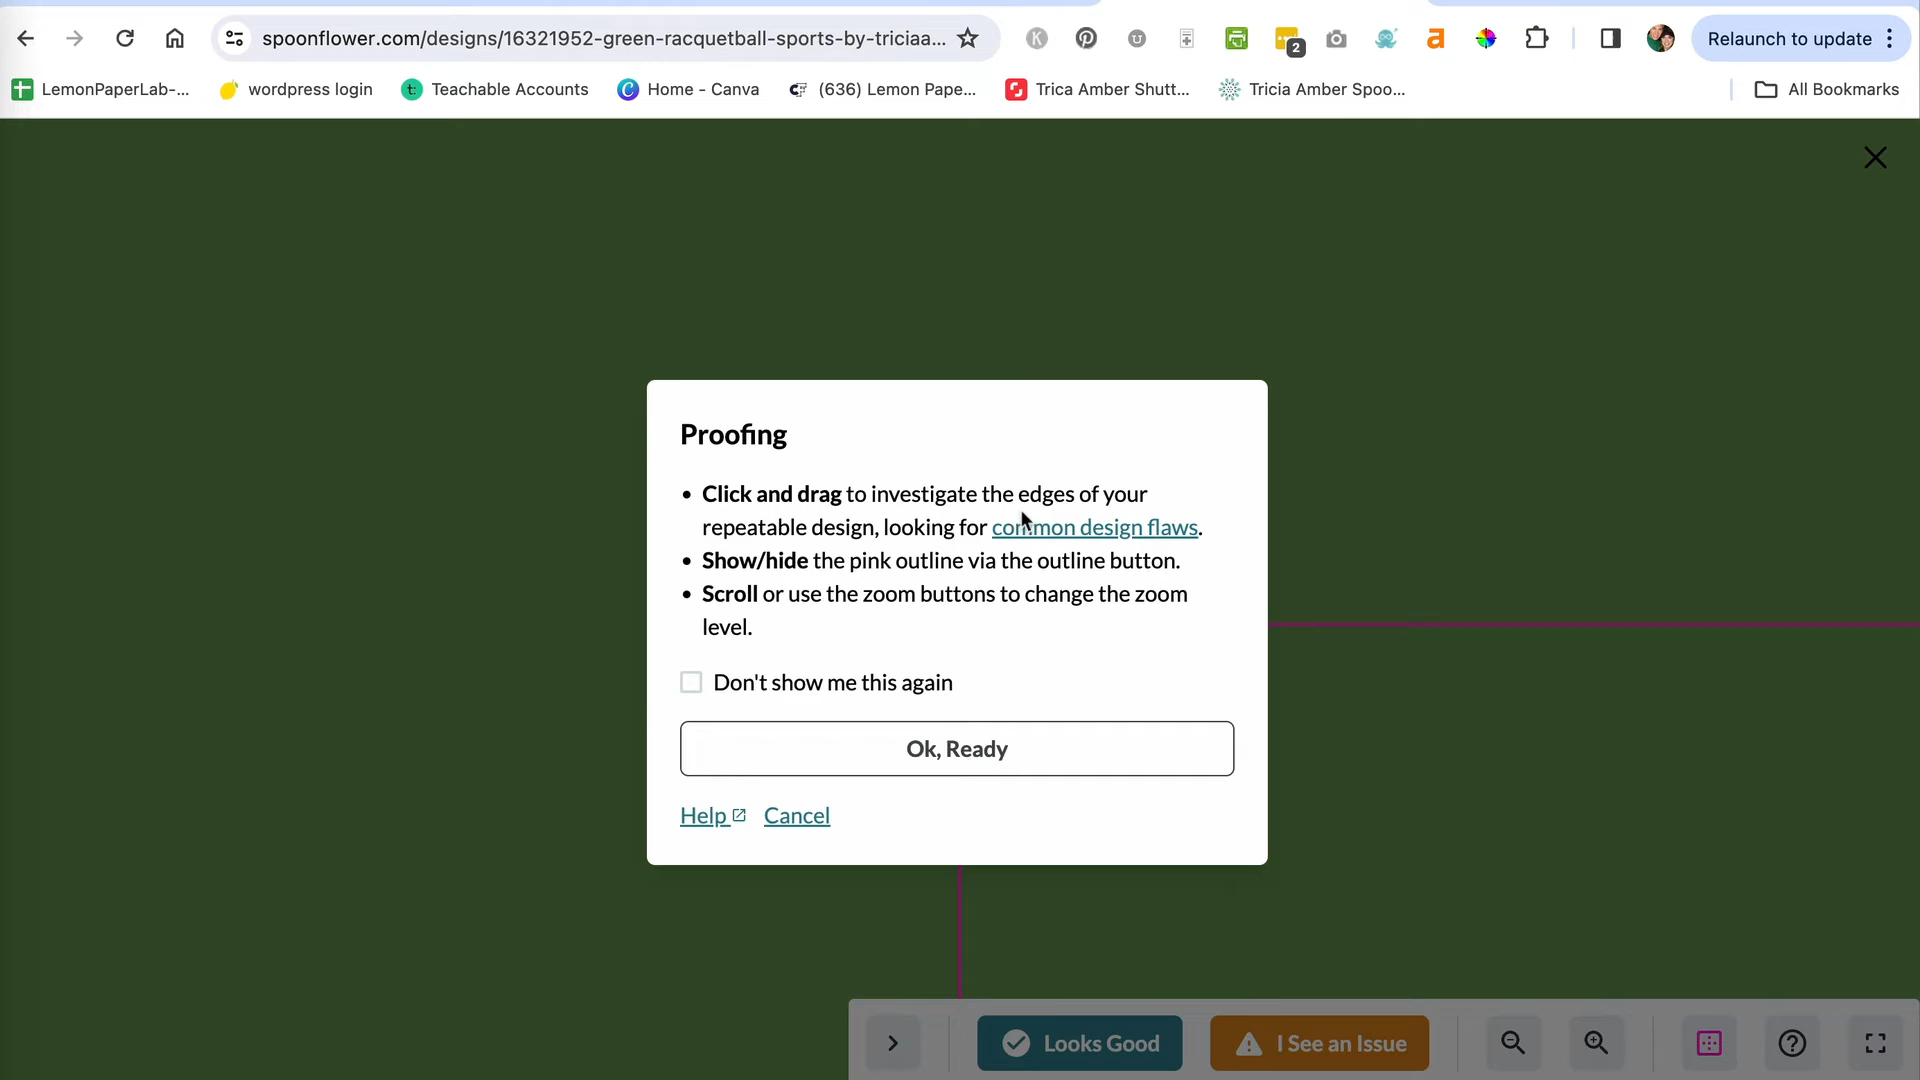 spoonflower.com/designs/16321952-green-racquetball-sports-by-triciaa...
2
Relaunch to update
LemonPaperLab-...
wordpress login
Teachable Accounts
Home - Canva
(636) Lemon Pape...
Trica Amber Shutt...
Tricia Amber Spoo...
All Bookmarks
Proofing
• Click and drag to investigate the edges of your
repeatable design, looking for common design flaws.
• Show/hide the pink outline via the outline button.
• Scroll or use the zoom buttons to change the zoom
level.
Don't show me this again
Ok, Ready
Help Cancel
Looks Good
I See an Issue